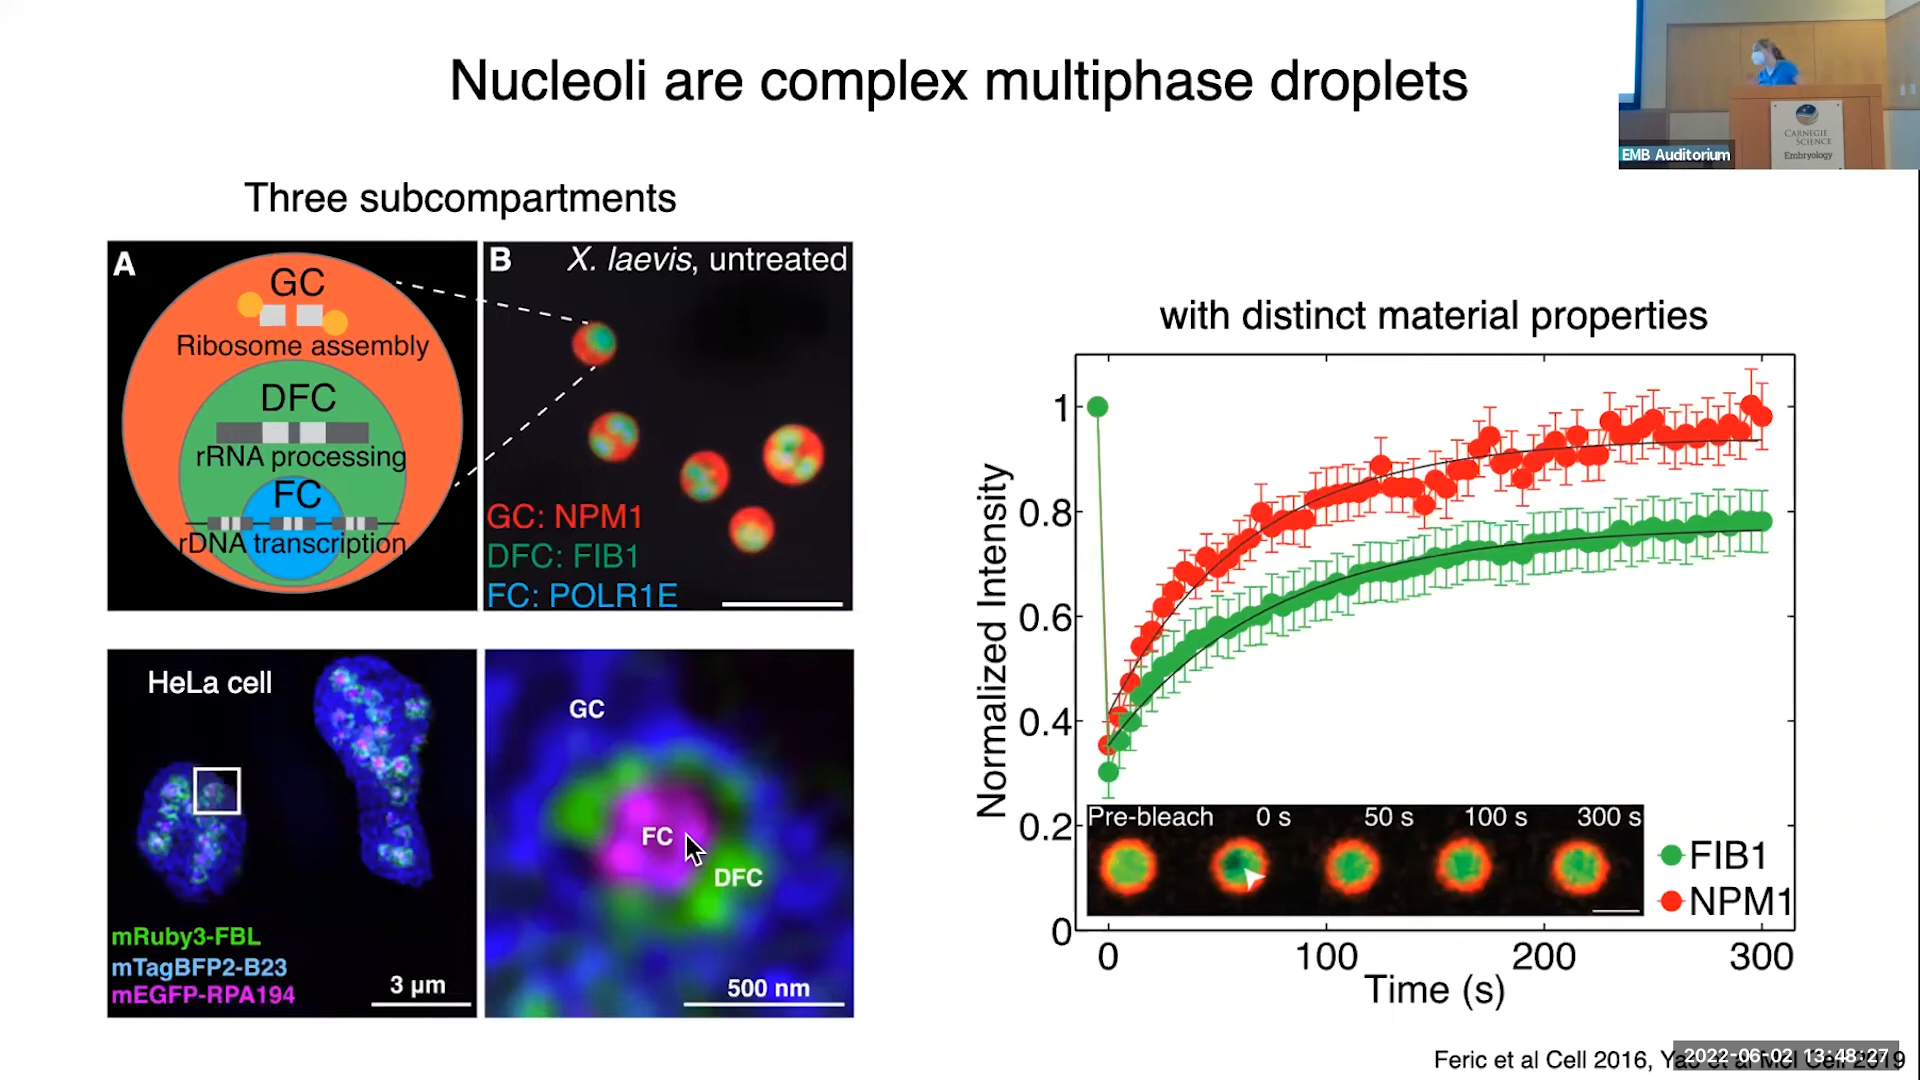 Nucleoli are complex multiphase droplets
CARNEGIE
SCIENCE
Embryology
EMB Auditorium
Three subcompartments
A
GC
Ribosome assembly
DFC
rRNA processing
FC
rDNA transcription
B
X. laevis, untreated
GC: NPM1
DFC: FIB1
FC: POLR1E
HeLa cell
mRuby3-FBL
mTagBFP2-B23
mEGFP-RPA194
3 µm
GC
FC
DFC
500 nm
with distinct material properties
Normalized Intensity
1
0.8
0.6
0.4
0.2
0
Pre-bleach 0 s 50 s 100 s 300 s
FIB1
NPM1
0 100 200 300
Time (s)
Feric et al Cell 2016,
2022-06-02 13:48:27